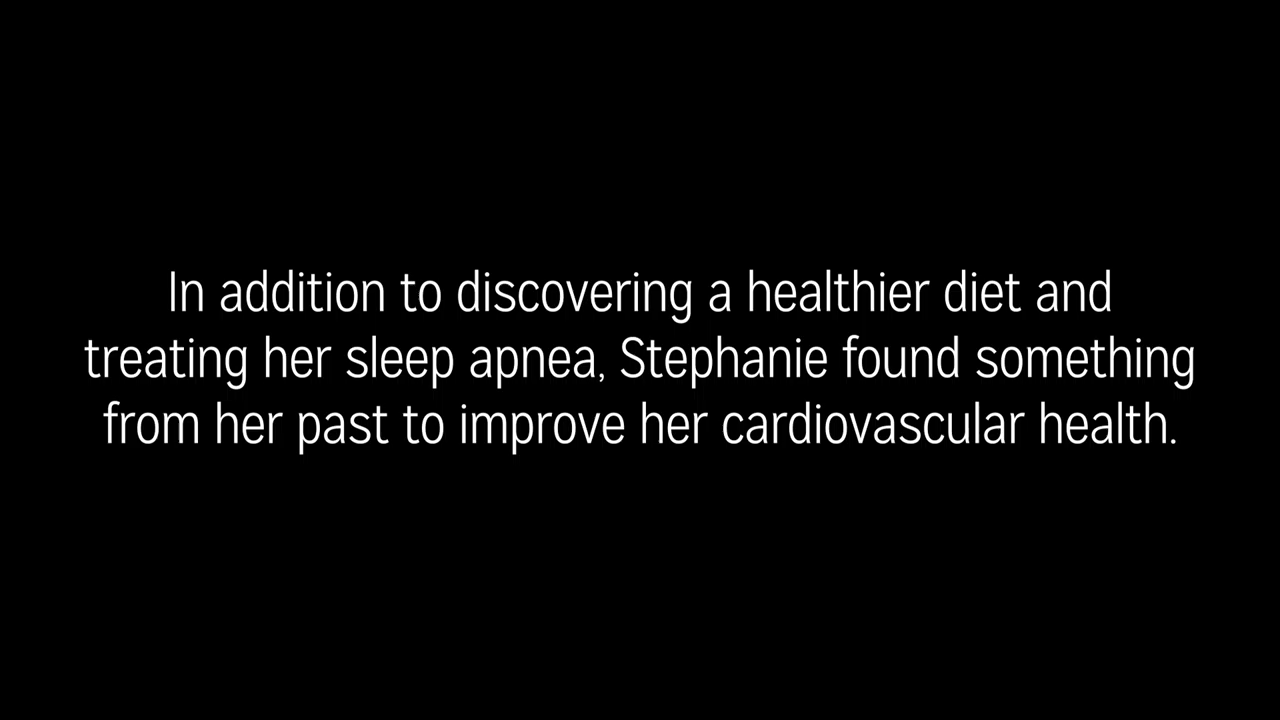 In addition to discovering a healthier diet and
treating her sleep apnea, Stephanie found something
from her past to improve her cardiovascular health.